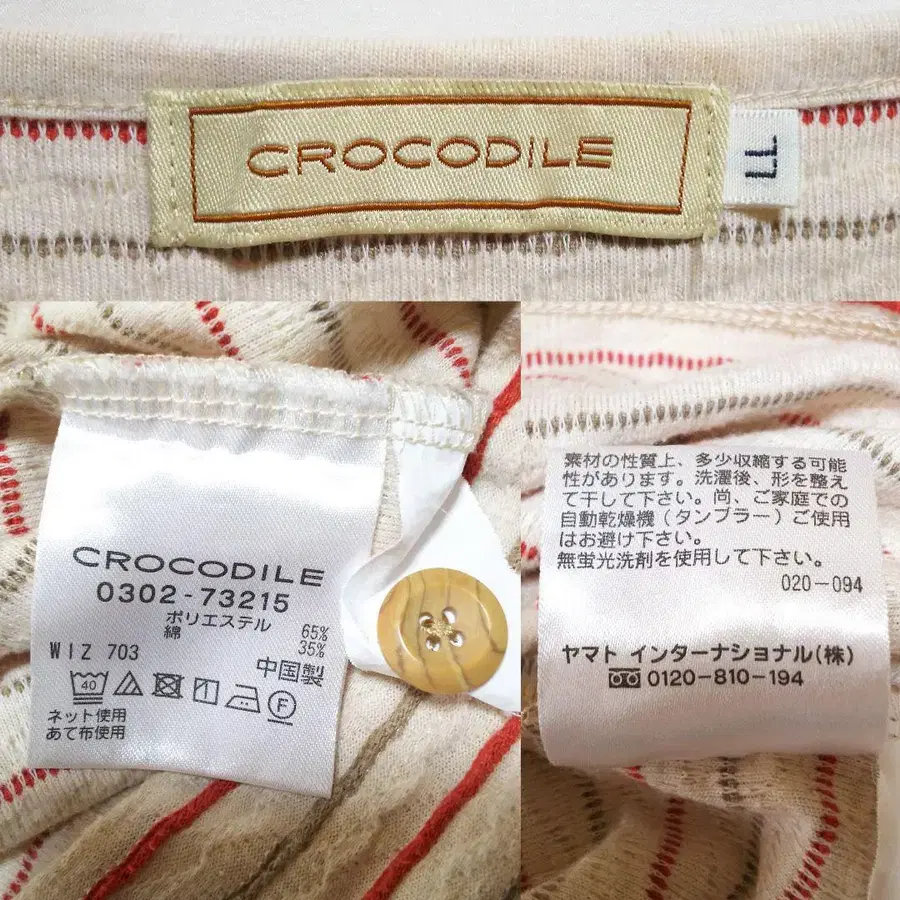 CROCODILE
LL
CROCODILE
0302-73215
ポリエステル 65%
綿 35%
WIZ 703
中国製
40
ネット使用
あて布使用
F
素材の性質上、多少収縮する可能
性があります。洗濯後、形を整え
て干して下さい。尚、ご家庭での
自動乾燥機（タンブラー）ご使用
はお避け下さい。
無蛍光洗剤を使用して下さい。
020-094
ヤマト インターナショナル(株)
0120-810-194